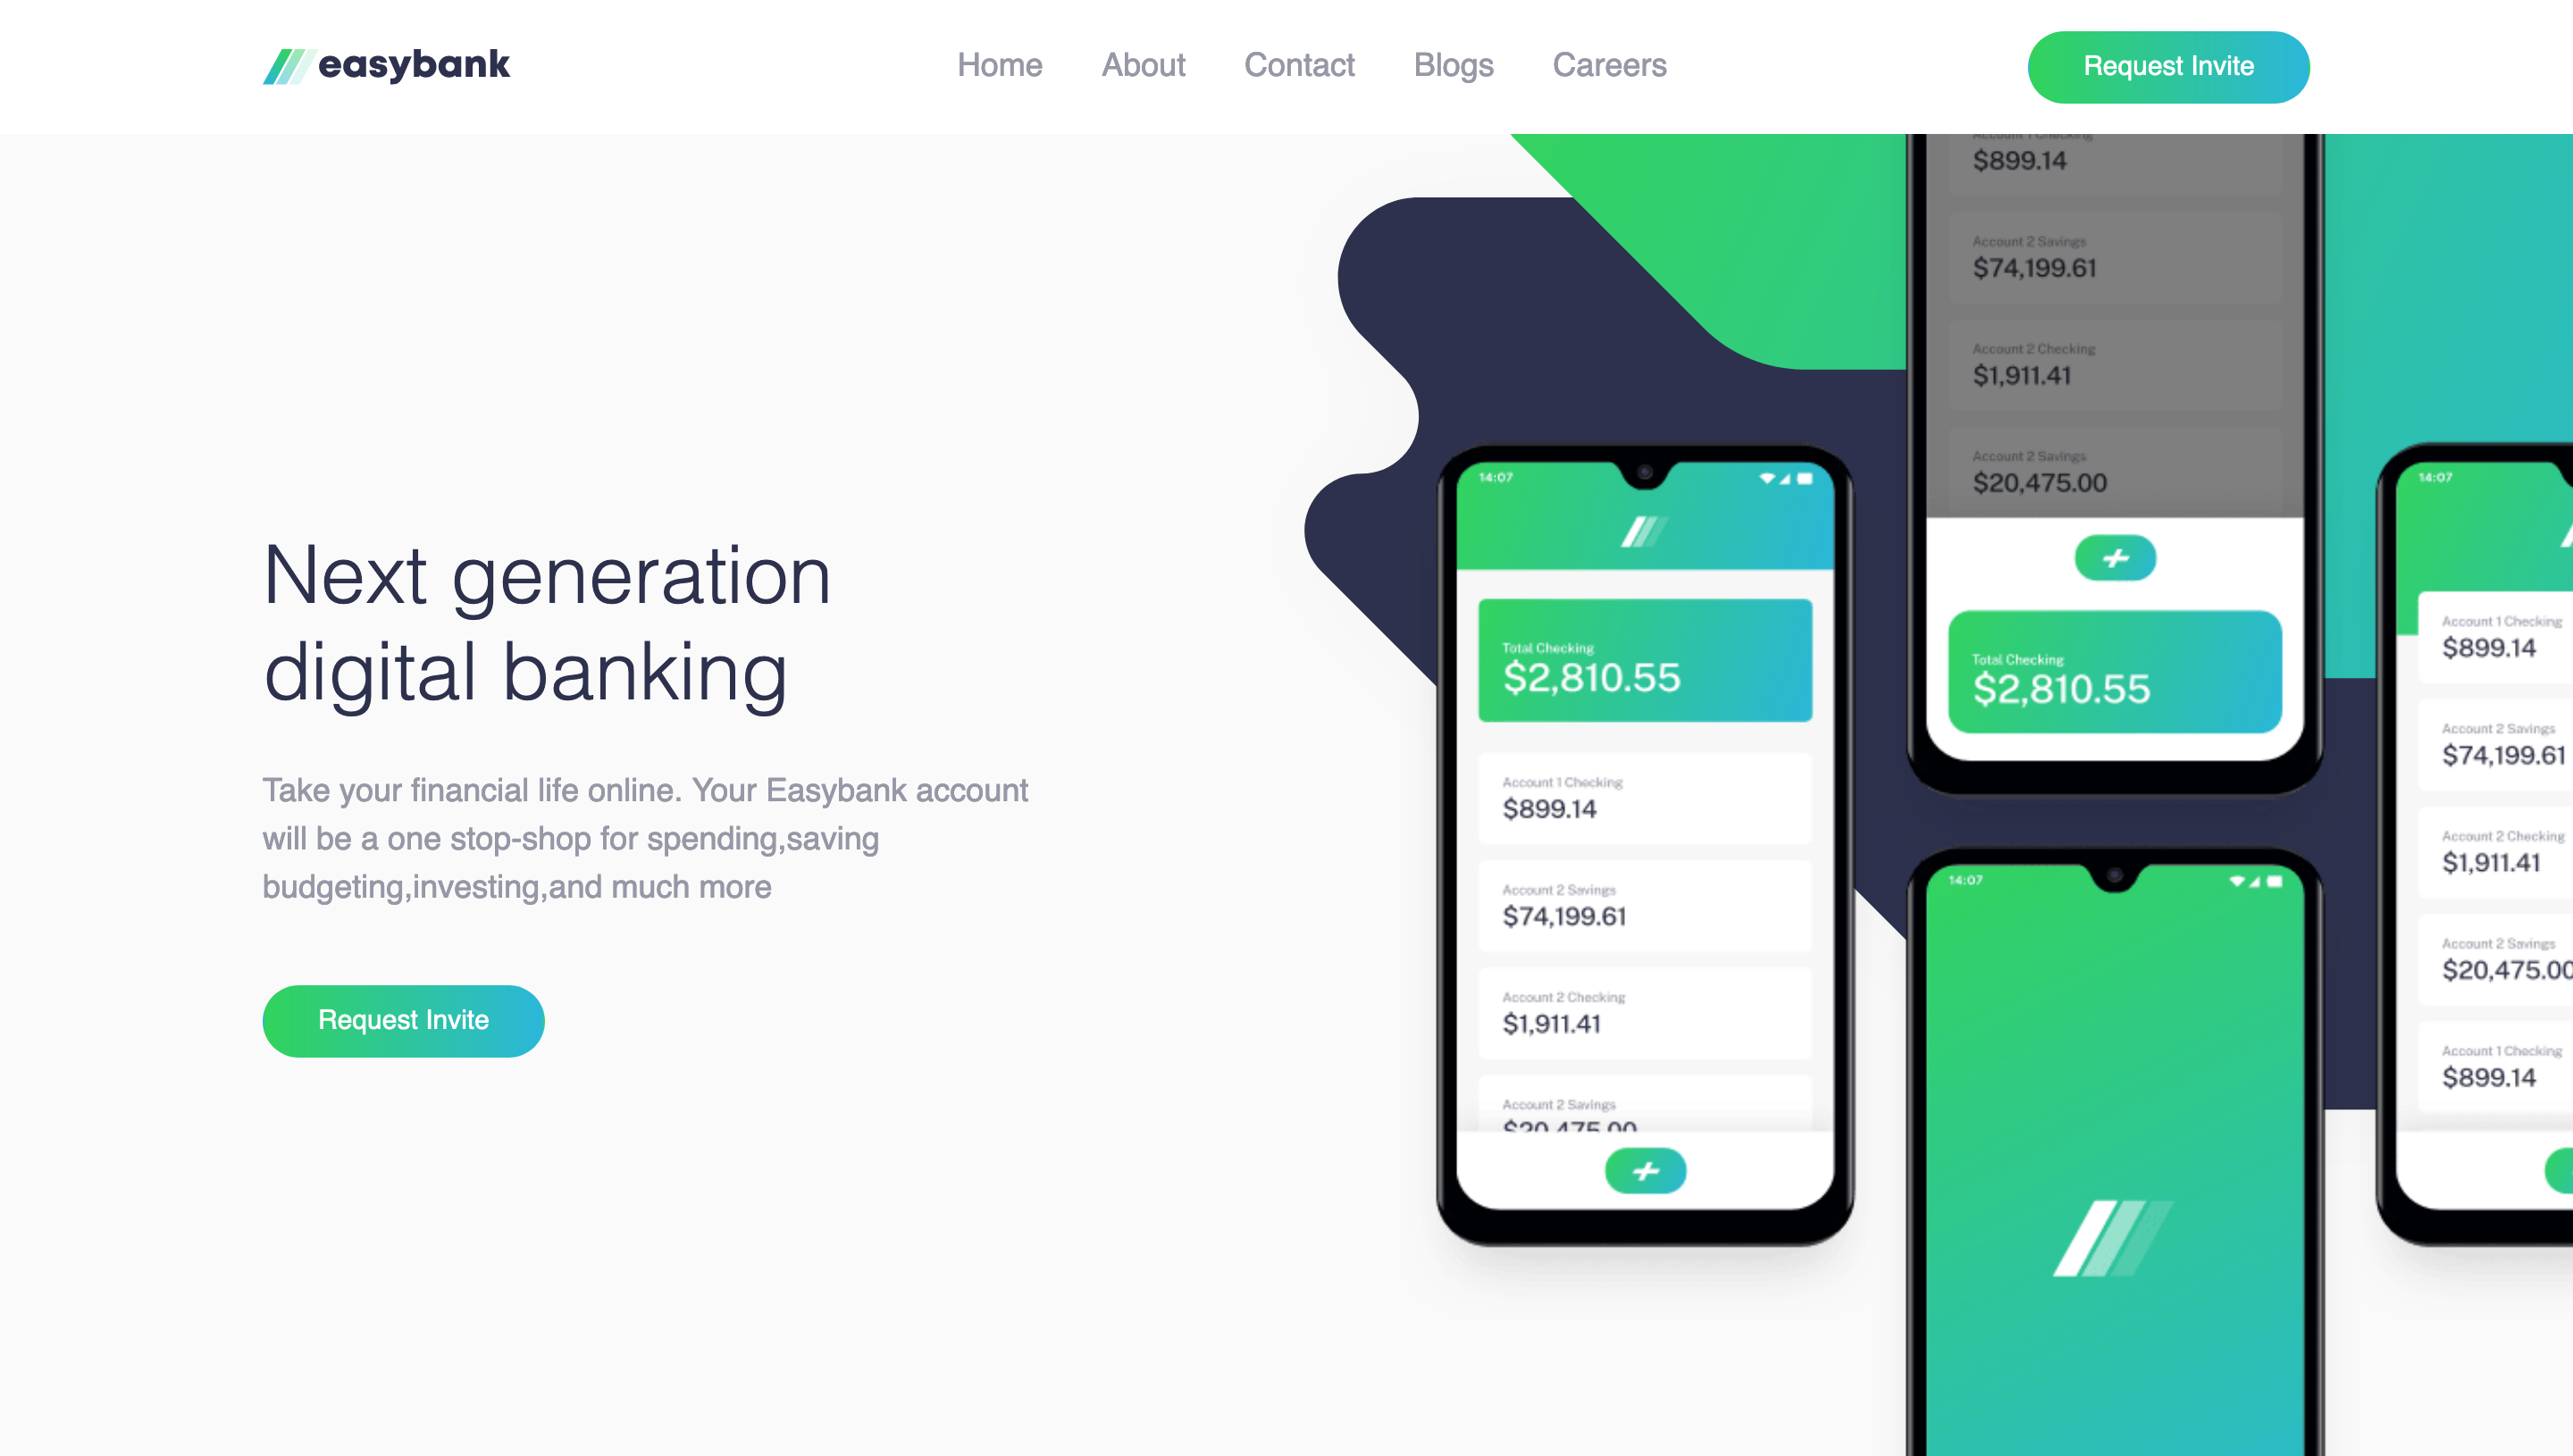 easybank
Home About Contact Blogs Careers
Request Invite
Next generation
digital banking
Take your financial life online. Your Easybank account
will be a one stop-shop for spending,saving
budgeting,investing,and much more
Request Invite
14:07
Total Checking
$2,810.55
Account 1 Checking
$899.14
Account 2 Savings
$74,199.61
Account 2 Checking
$1,911.41
Account 2 Savings
$20,475.00
Account 1 Checking
$899.14
Account 2 Savings
$74,199.61
Account 2 Checking
$1,911.41
Account 2 Savings
$20,475.00
Total Checking
$2,810.55
14:07
14:07
Account 1 Checking
$899.14
Account 2 Savings
$74,199.61
Account 2 Checking
$1,911.41
Account 2 Savings
$20,475.00
Account 1 Checking
$899.14